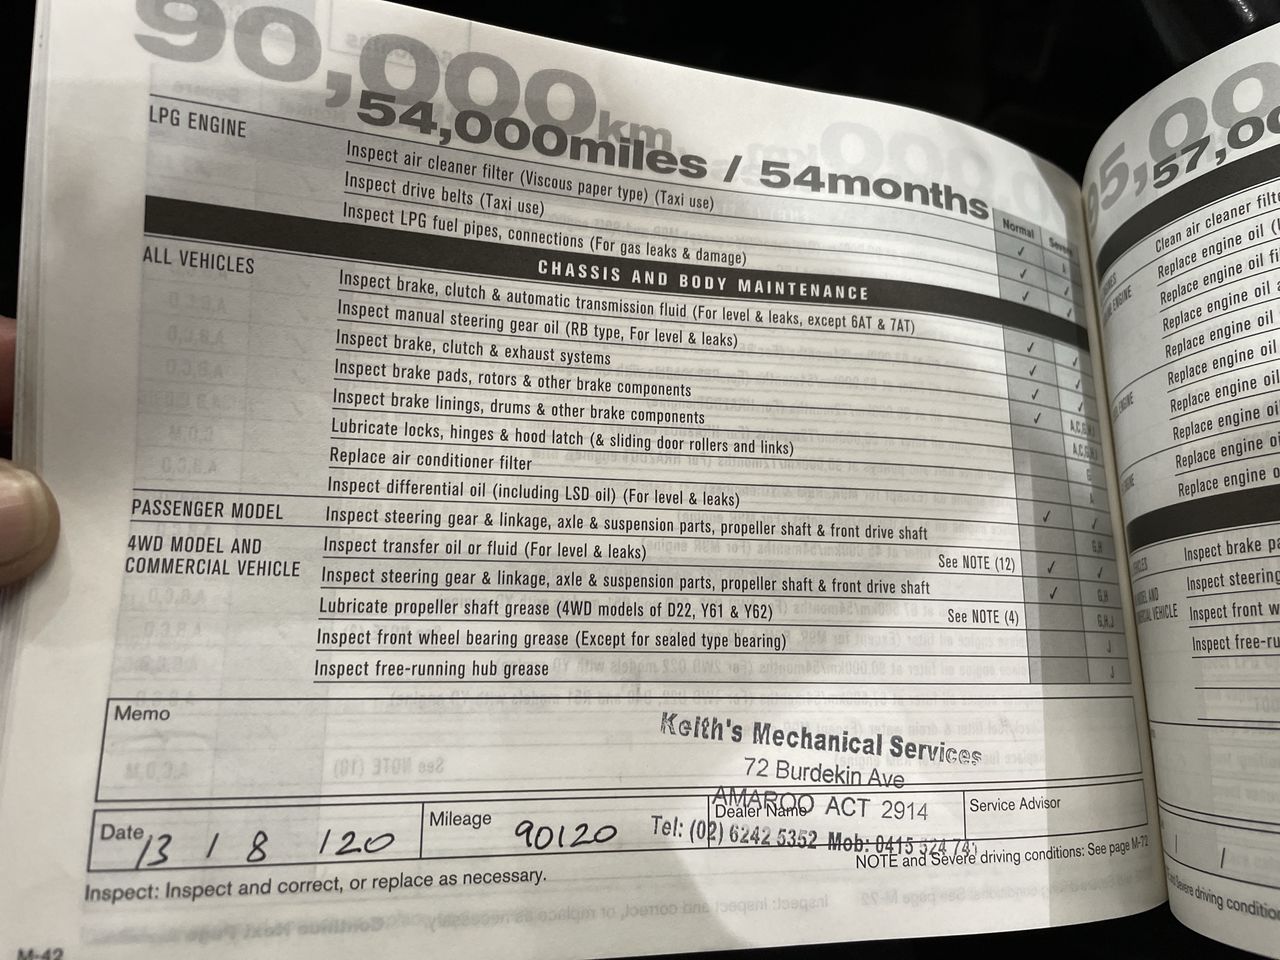 90,000km
54,000miles / 54months
Normal
LPG ENGINE
Inspect air cleaner filter (Viscous paper type) (Taxi use) ✓
Inspect drive belts (Taxi use) ✓ ✓
Inspect LPG fuel pipes, connections (For gas leaks & damage) ✓ ✓
CHASSIS AND BODY MAINTENANCE
ALL VEHICLES
Inspect brake, clutch & automatic transmission fluid (For level & leaks, except 6AT & 7AT) ✓ ✓
Inspect manual steering gear oil (RB type, For level & leaks) ✓ ✓
Inspect brake, clutch & exhaust systems ✓ ✓
Inspect brake pads, rotors & other brake components ✓
Inspect brake linings, drums & other brake components
Lubricate locks, hinges & hood latch (& sliding door rollers and links)
Replace air conditioner filter
Inspect differential oil (including LSD oil) (For level & leaks) ✓ ✓
PASSENGER MODEL
Inspect steering gear & linkage, axle & suspension parts, propeller shaft & front drive shaft G,H
4WD MODEL AND
COMMERCIAL VEHICLE
Inspect transfer oil or fluid (For level & leaks) See NOTE (12) ✓ ✓
Inspect steering gear & linkage, axle & suspension parts, propeller shaft & front drive shaft ✓ G,H
Lubricate propeller shaft grease (4WD models of D22, Y61 & Y62) See NOTE (4) G,H,J
Inspect front wheel bearing grease (Except for sealed type bearing) J
Inspect free-running hub grease J
Memo
Keith's Mechanical Services
72 Burdekin Ave
AMAROO ACT 2914
Tel: (02) 6242 5352 Mob: 0415 524 741
Date 13 / 8 / 20
Mileage 90120
Dealer Name
Service Advisor
NOTE and Severe driving conditions: See page M-72
Inspect: Inspect and correct, or replace as necessary.
M-42
57,00
Clean air cleaner filte
Replace engine oil (
Replace engine oil fi
Replace engine oil a
Replace engine oil
Replace engine oil
Replace engine oil
Replace engine oi
Replace engine oi
Replace engine o
Inspect brake pa
Inspect steering
Inspect front w
Inspect free-ru
Severe driving conditio